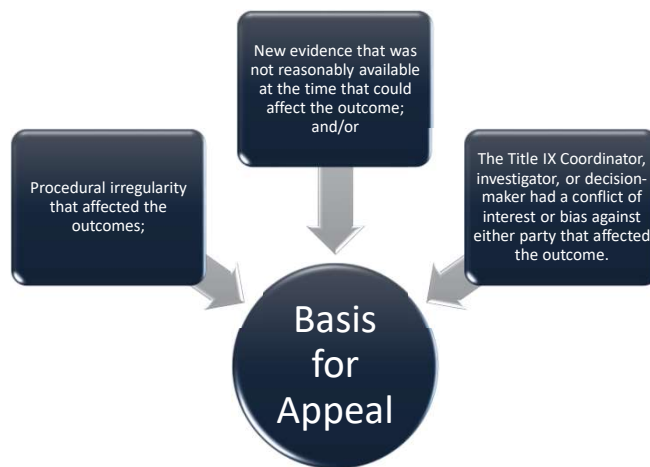 New evidence that was
not reasonably available
at the time that could
affect the outcome;
and/or
Procedural irregularity
that affected the
outcomes;
The Title IX Coordinator,
investigator, or decision-
maker had a conflict of
interest or bias against
either party that affected
the outcome.
Basis
for
Appeal